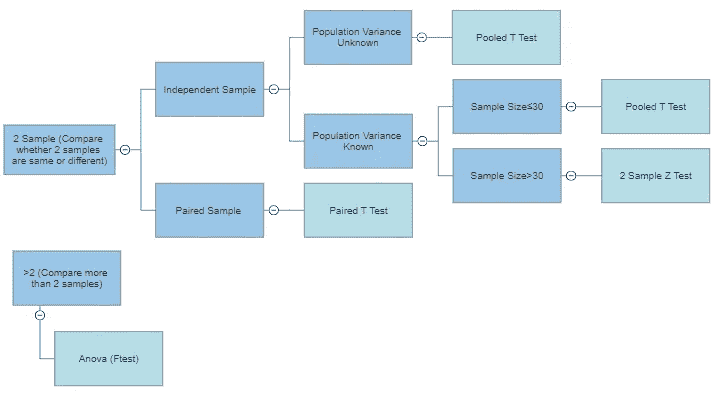 Population Variance
Unknown
Pooled T Test
Independent Sample
Sample Size≤30
Pooled T Test
2 Sample (Compare
whether 2 samples
are same or different)
Population Variance
Known
Sample Size>30
2 Sample Z Test
Paired Sample
Paired T Test
>2 (Compare more
than 2 samples)
Anova (Ftest)